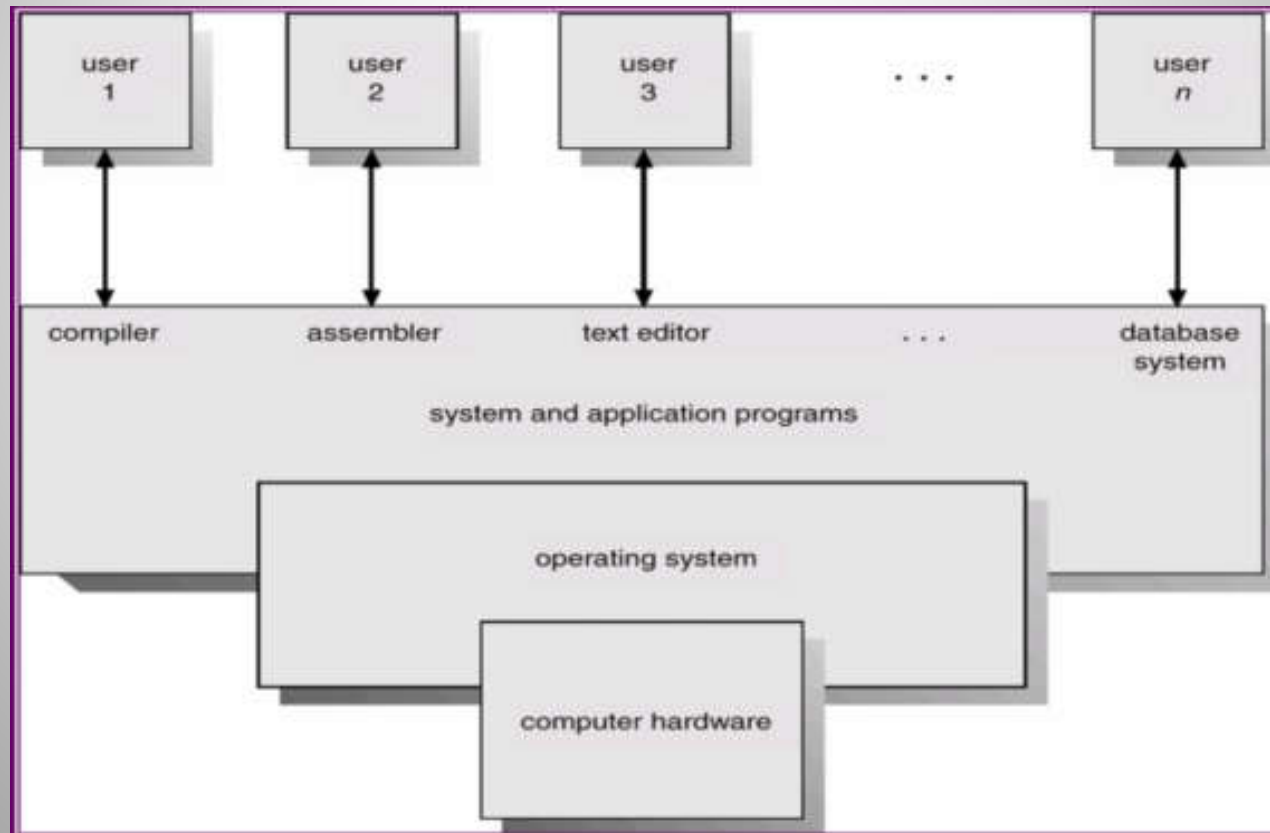 user
1
user
2
user
3
. . .
user
n
compiler
assembler
text editor
. . .
database
system
system and application programs
operating system
computer hardware